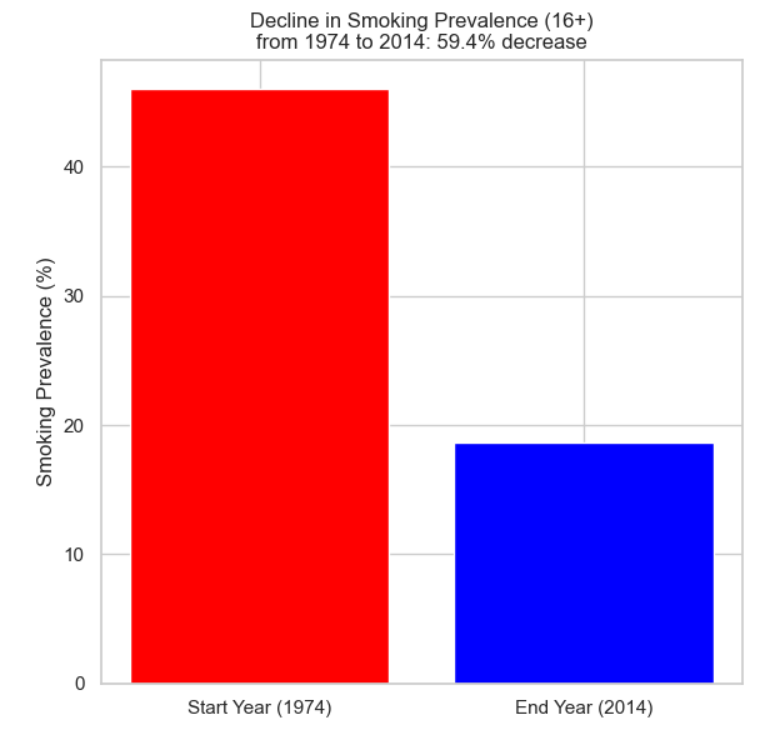 Decline in Smoking Prevalence (16+)
from 1974 to 2014: 59.4% decrease
Smoking Prevalence (%)
40
30
20
10
0
Start Year (1974)
End Year (2014)